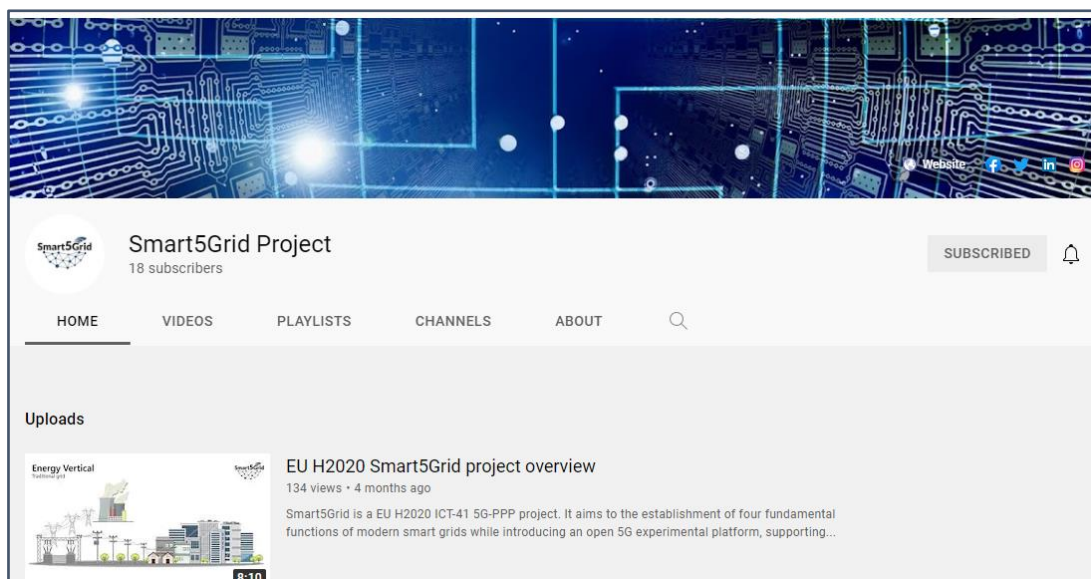 Website
Smart5Grid
Smart5Grid Project
18 subscribers
SUBSCRIBED
HOME
VIDEOS
PLAYLISTS
CHANNELS
ABOUT
Uploads
Energy Vertical
Traditional grid
Smart5Grid
8:10
EU H2020 Smart5Grid project overview
134 views • 4 months ago
Smart5Grid is a EU H2020 ICT-41 5G-PPP project. It aims to the establishment of four fundamental
functions of modern smart grids while introducing an open 5G experimental platform, supporting...